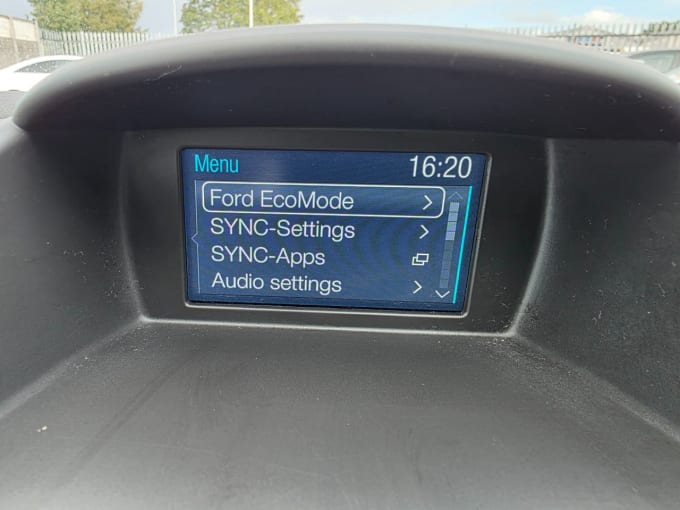 Menu 16:20
Ford EcoMode
SYNC-Settings
SYNC-Apps
Audio settings